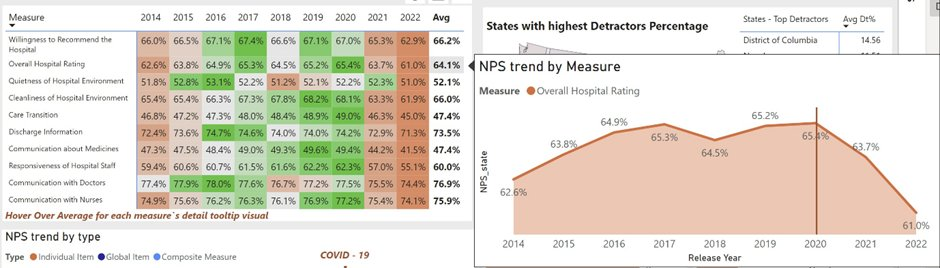 Measure 2014 2015 2016 2017 2018 2019 2020 2021 2022 Avg
Willingness to Recommend the Hospital 66.0% 66.5% 67.1% 67.4% 66.6% 67.1% 67.0% 65.3% 62.9% 66.2%
Overall Hospital Rating 62.6% 63.8% 64.9% 65.3% 64.5% 65.2% 65.4% 63.7% 61.0% 64.1%
Quietness of Hospital Environment 51.8% 52.8% 53.1% 52.2% 51.2% 52.1% 52.2% 52.3% 51.0% 52.1%
Cleanliness of Hospital Environment 65.4% 65.4% 66.3% 67.3% 67.8% 68.2% 68.1% 63.3% 61.9% 66.0%
Care Transition 46.8% 47.2% 47.3% 48.0% 48.4% 48.9% 49.0% 46.3% 45.0% 47.4%
Discharge Information 72.4% 73.6% 74.7% 74.6% 74.0% 74.0% 74.2% 72.9% 71.3% 73.5%
Communication about Medicines 47.3% 47.5% 48.4% 49.0% 49.3% 49.6% 49.4% 44.2% 41.5% 47.4%
Responsiveness of Hospital Staff 59.4% 60.6% 60.7% 61.5% 61.6% 62.2% 62.3% 57.0% 55.1% 60.0%
Communication with Doctors 77.4% 77.9% 78.0% 77.6% 76.7% 77.2% 77.5% 75.5% 74.4% 76.9%
Communication with Nurses 74.9% 75.6% 76.2% 76.3% 76.1% 76.9% 77.2% 75.4% 74.1% 75.9%
Hover Over Average for each measure`s detail tooltip visual
NPS trend by type
Type Individual Item Global Item Composite Measure
COVID - 19
States with highest Detractors Percentage
States - Top Detractors Avg Dt%
District of Columbia 14.56
NPS trend by Measure
Measure Overall Hospital Rating
NPS_state
62.6%
63.8%
64.9%
65.3%
64.5%
65.2%
65.4%
63.7%
61.0%
2014 2015 2016 2017 2018 2019 2020 2021 2022
Release Year